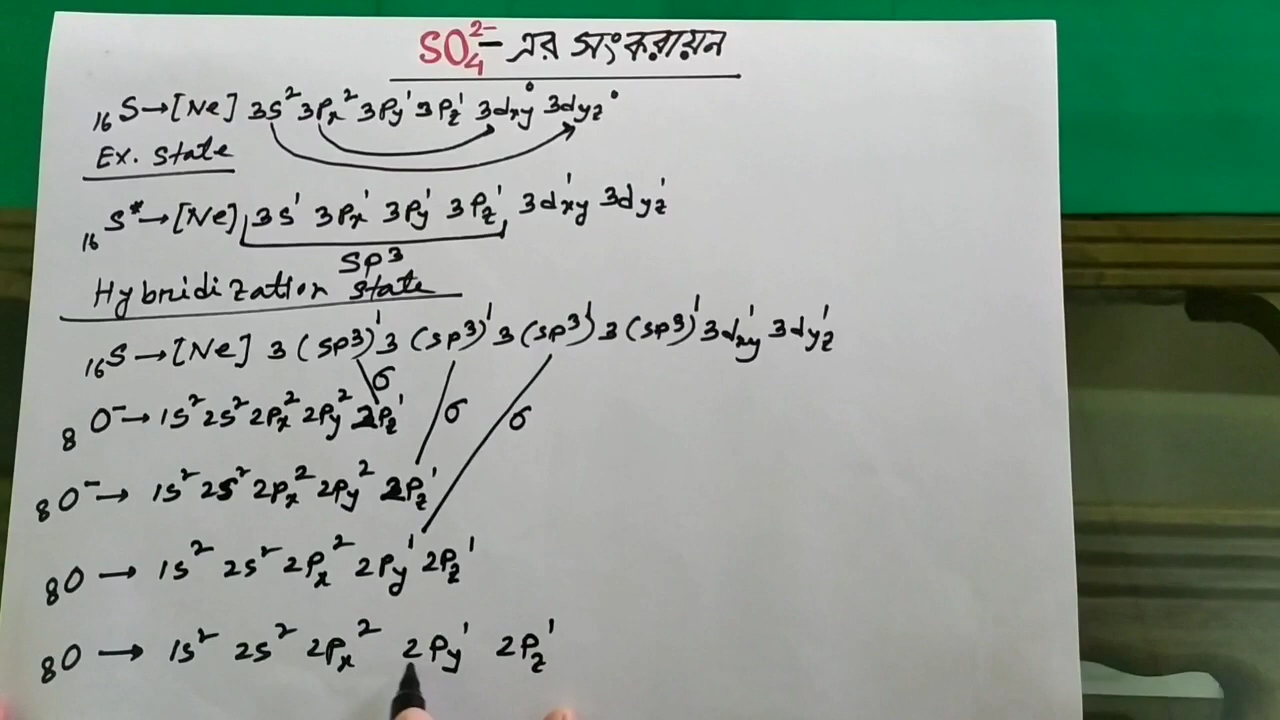 SO₄²⁻ এর সংকরায়ন
₁₆S→[Ne] 3s² 3Pₓ² 3Py¹ 3Pz¹ 3dxy⁰ 3dyz⁰
Ex. state
₁₆S*→[Ne] 3s¹ 3Pₓ¹ 3Py¹ 3Pz¹ 3dxy¹ 3dyz¹
SP³
Hybridization state
₁₆S→[Ne] 3(SP³)¹ 3(SP³)¹ 3(SP³)¹ 3(SP³)¹ 3dxy¹ 3dyz¹
σ
₈O⁻→ 1s² 2s² 2Pₓ² 2Py² 2Pz¹
σ σ
₈O⁻→ 1s² 2s² 2Pₓ² 2Py² 2Pz¹
₈O → 1s² 2s² 2Pₓ² 2Py¹ 2Pz¹
₈O → 1s² 2s² 2Pₓ² 2Py¹ 2Pz¹